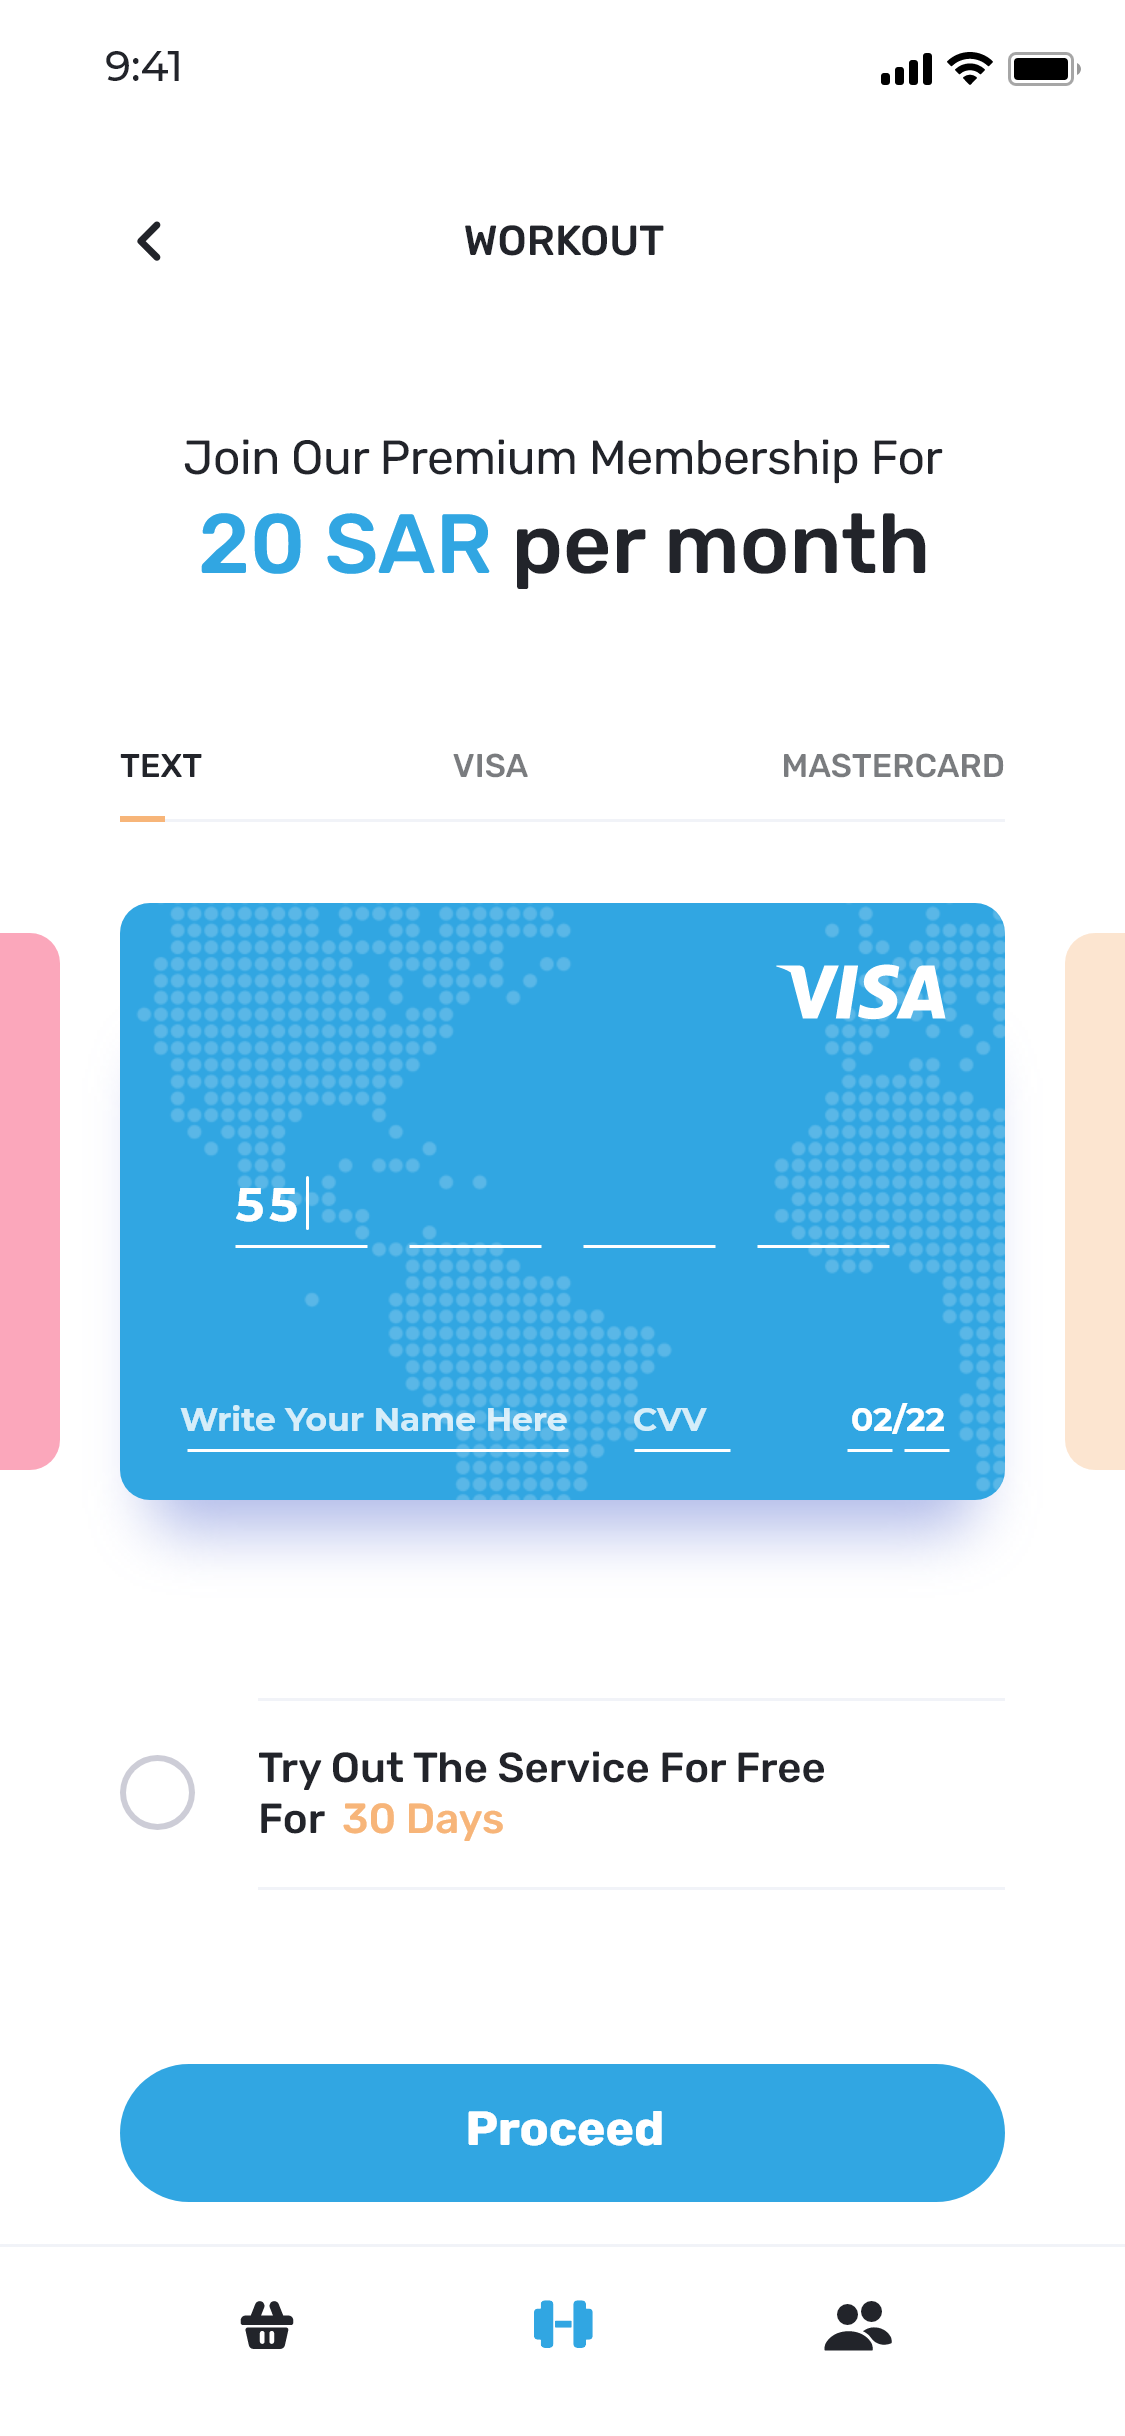 9:41
WORKOUT
Join Our Premium Membership For
20 SAR per month
TEXT VISA MASTERCARD
VISA
55
Write Your Name Here CVV 02/22
Try Out The Service For Free
For 30 Days
Proceed